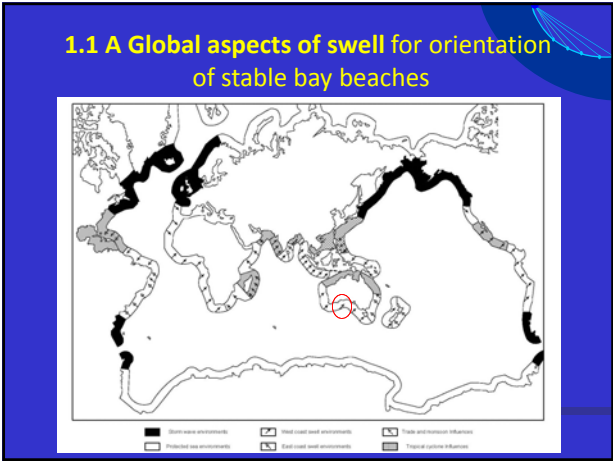 1.1 A Global aspects of swell for orientation
of stable bay beaches
Storm wave environments
West coast swell environments
Trade and monsoon influences
Protected sea environments
East coast swell environments
Tropical cyclone influences